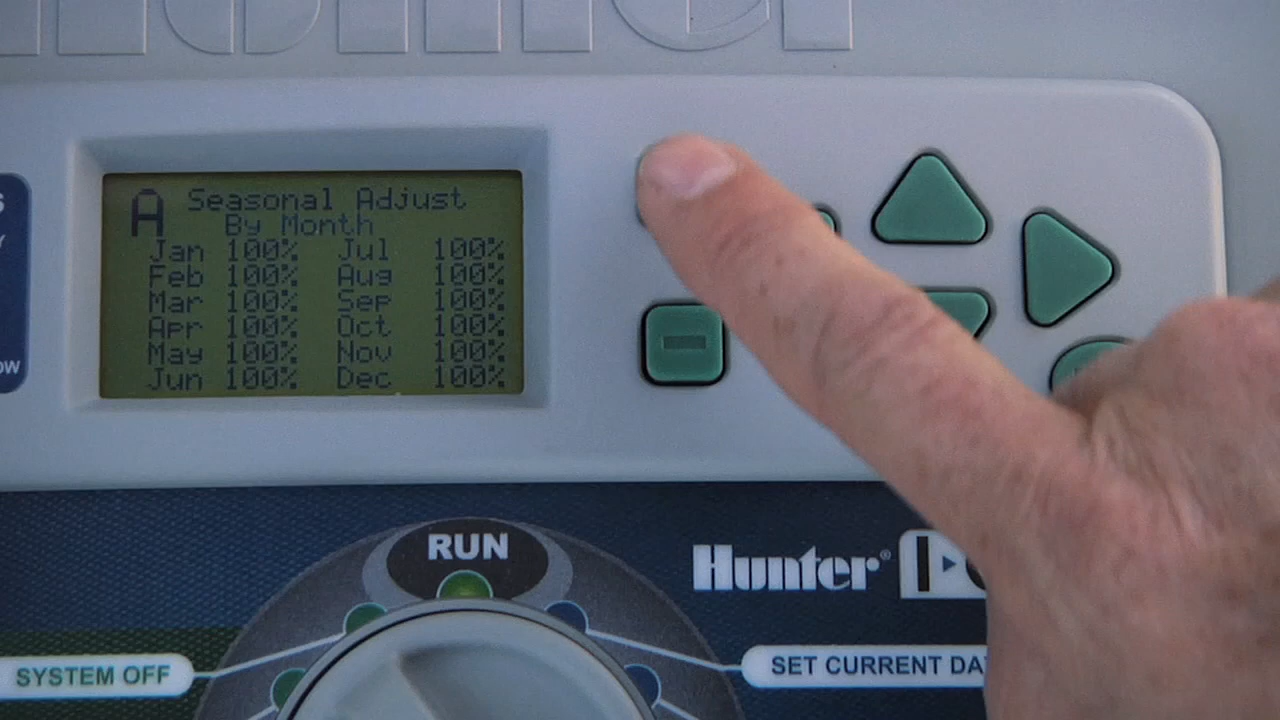 Hunter
A Seasonal Adjust
By Month
Jan 100% Jul 100%
Feb 100% Aug 100%
Mar 100% Sep 100%
Apr 100% Oct 100%
May 100% Nov 100%
Jun 100% Dec 100%
RUN
Hunter®
SYSTEM OFF
SET CURRENT